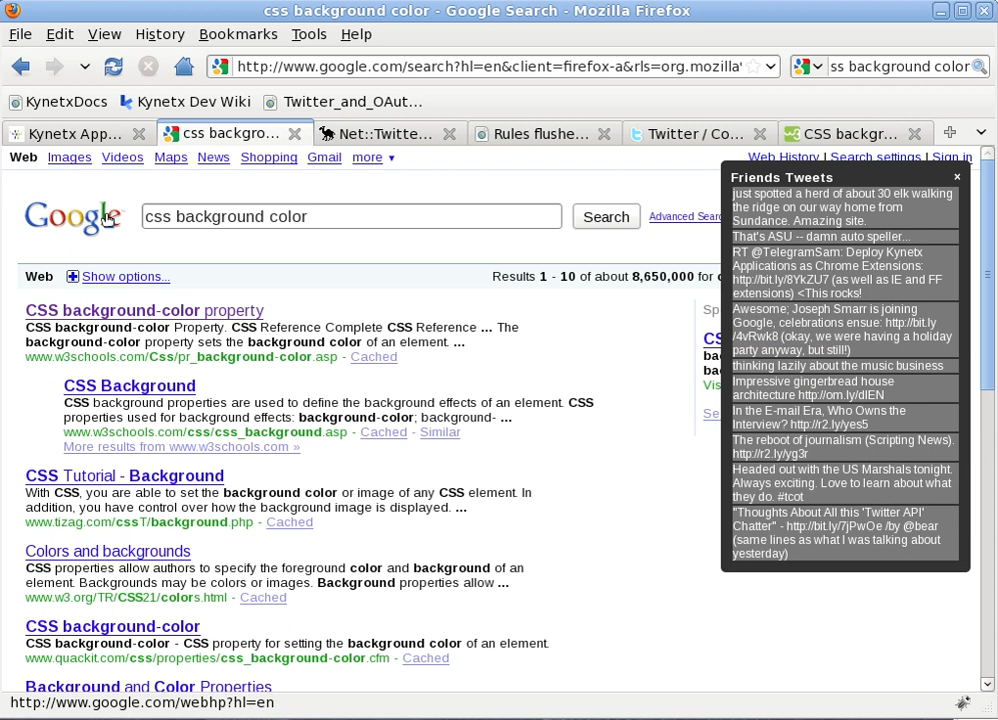 css background color - Google Search - Mozilla Firefox
File Edit View History Bookmarks Tools Help
http://www.google.com/search?hl=en&client=firefox-a&rls=org.mozilla' ss background color
KynetxDocs Kynetx Dev Wiki Twitter_and_OAut...
Kynetx App... css backgro... Net::Twitte... Rules flushe... Twitter / Co... CSS backgr...
Web Images Videos Maps News Shopping Gmail more ▼ Web History | Search settings | Sign in
Google css background color Search Advanced Sear
Web Show options... Results 1 - 10 of about 8,650,000 for c
CSS background-color property
CSS background-color Property. CSS Reference Complete CSS Reference ... The
background-color property sets the background color of an element. ...
www.w3schools.com/Css/pr_background-color.asp - Cached
CSS Background
CSS background properties are used to define the background effects of an element. CSS
properties used for background effects: background-color; background- ...
www.w3schools.com/css/css_background.asp - Cached - Similar
More results from www.w3schools.com »
CSS Tutorial - Background
With CSS, you are able to set the background color or image of any CSS element. In
addition, you have control over how the background image is displayed. ...
www.tizag.com/cssT/background.php - Cached
Colors and backgrounds
CSS properties allow authors to specify the foreground color and background of an
element. Backgrounds may be colors or images. Background properties allow ...
www.w3.org/TR/CSS21/colors.html - Cached
CSS background-color
CSS background-color - CSS property for setting the background color of an element.
www.quackit.com/css/properties/css_background-color.cfm - Cached
Background and Color Properties
Sp
CS
bac
bac
Vis
Se
Friends Tweets ×
just spotted a herd of about 30 elk walking
the ridge on our way home from
Sundance. Amazing site.
That's ASU -- damn auto speller...
RT @TelegramSam: Deploy Kynetx
Applications as Chrome Extensions:
http://bit.ly/8YkZU7 (as well as IE and FF
extensions) <This rocks!
Awesome; Joseph Smarr is joining
Google, celebrations ensue: http://bit.ly
/4vRwk8 (okay, we were having a holiday
party anyway, but still!)
thinking lazily about the music business
Impressive gingerbread house
architecture http://om.ly/dIEN
In the E-mail Era, Who Owns the
Interview? http://r2.ly/yes5
The reboot of journalism (Scripting News).
http://r2.ly/yg3r
Headed out with the US Marshals tonight.
Always exciting. Love to learn about what
they do. #tcot
"Thoughts About All this 'Twitter API'
Chatter" - http://bit.ly/7jPwOe /by @bear
(same lines as what I was talking about
yesterday)
http://www.google.com/webhp?hl=en